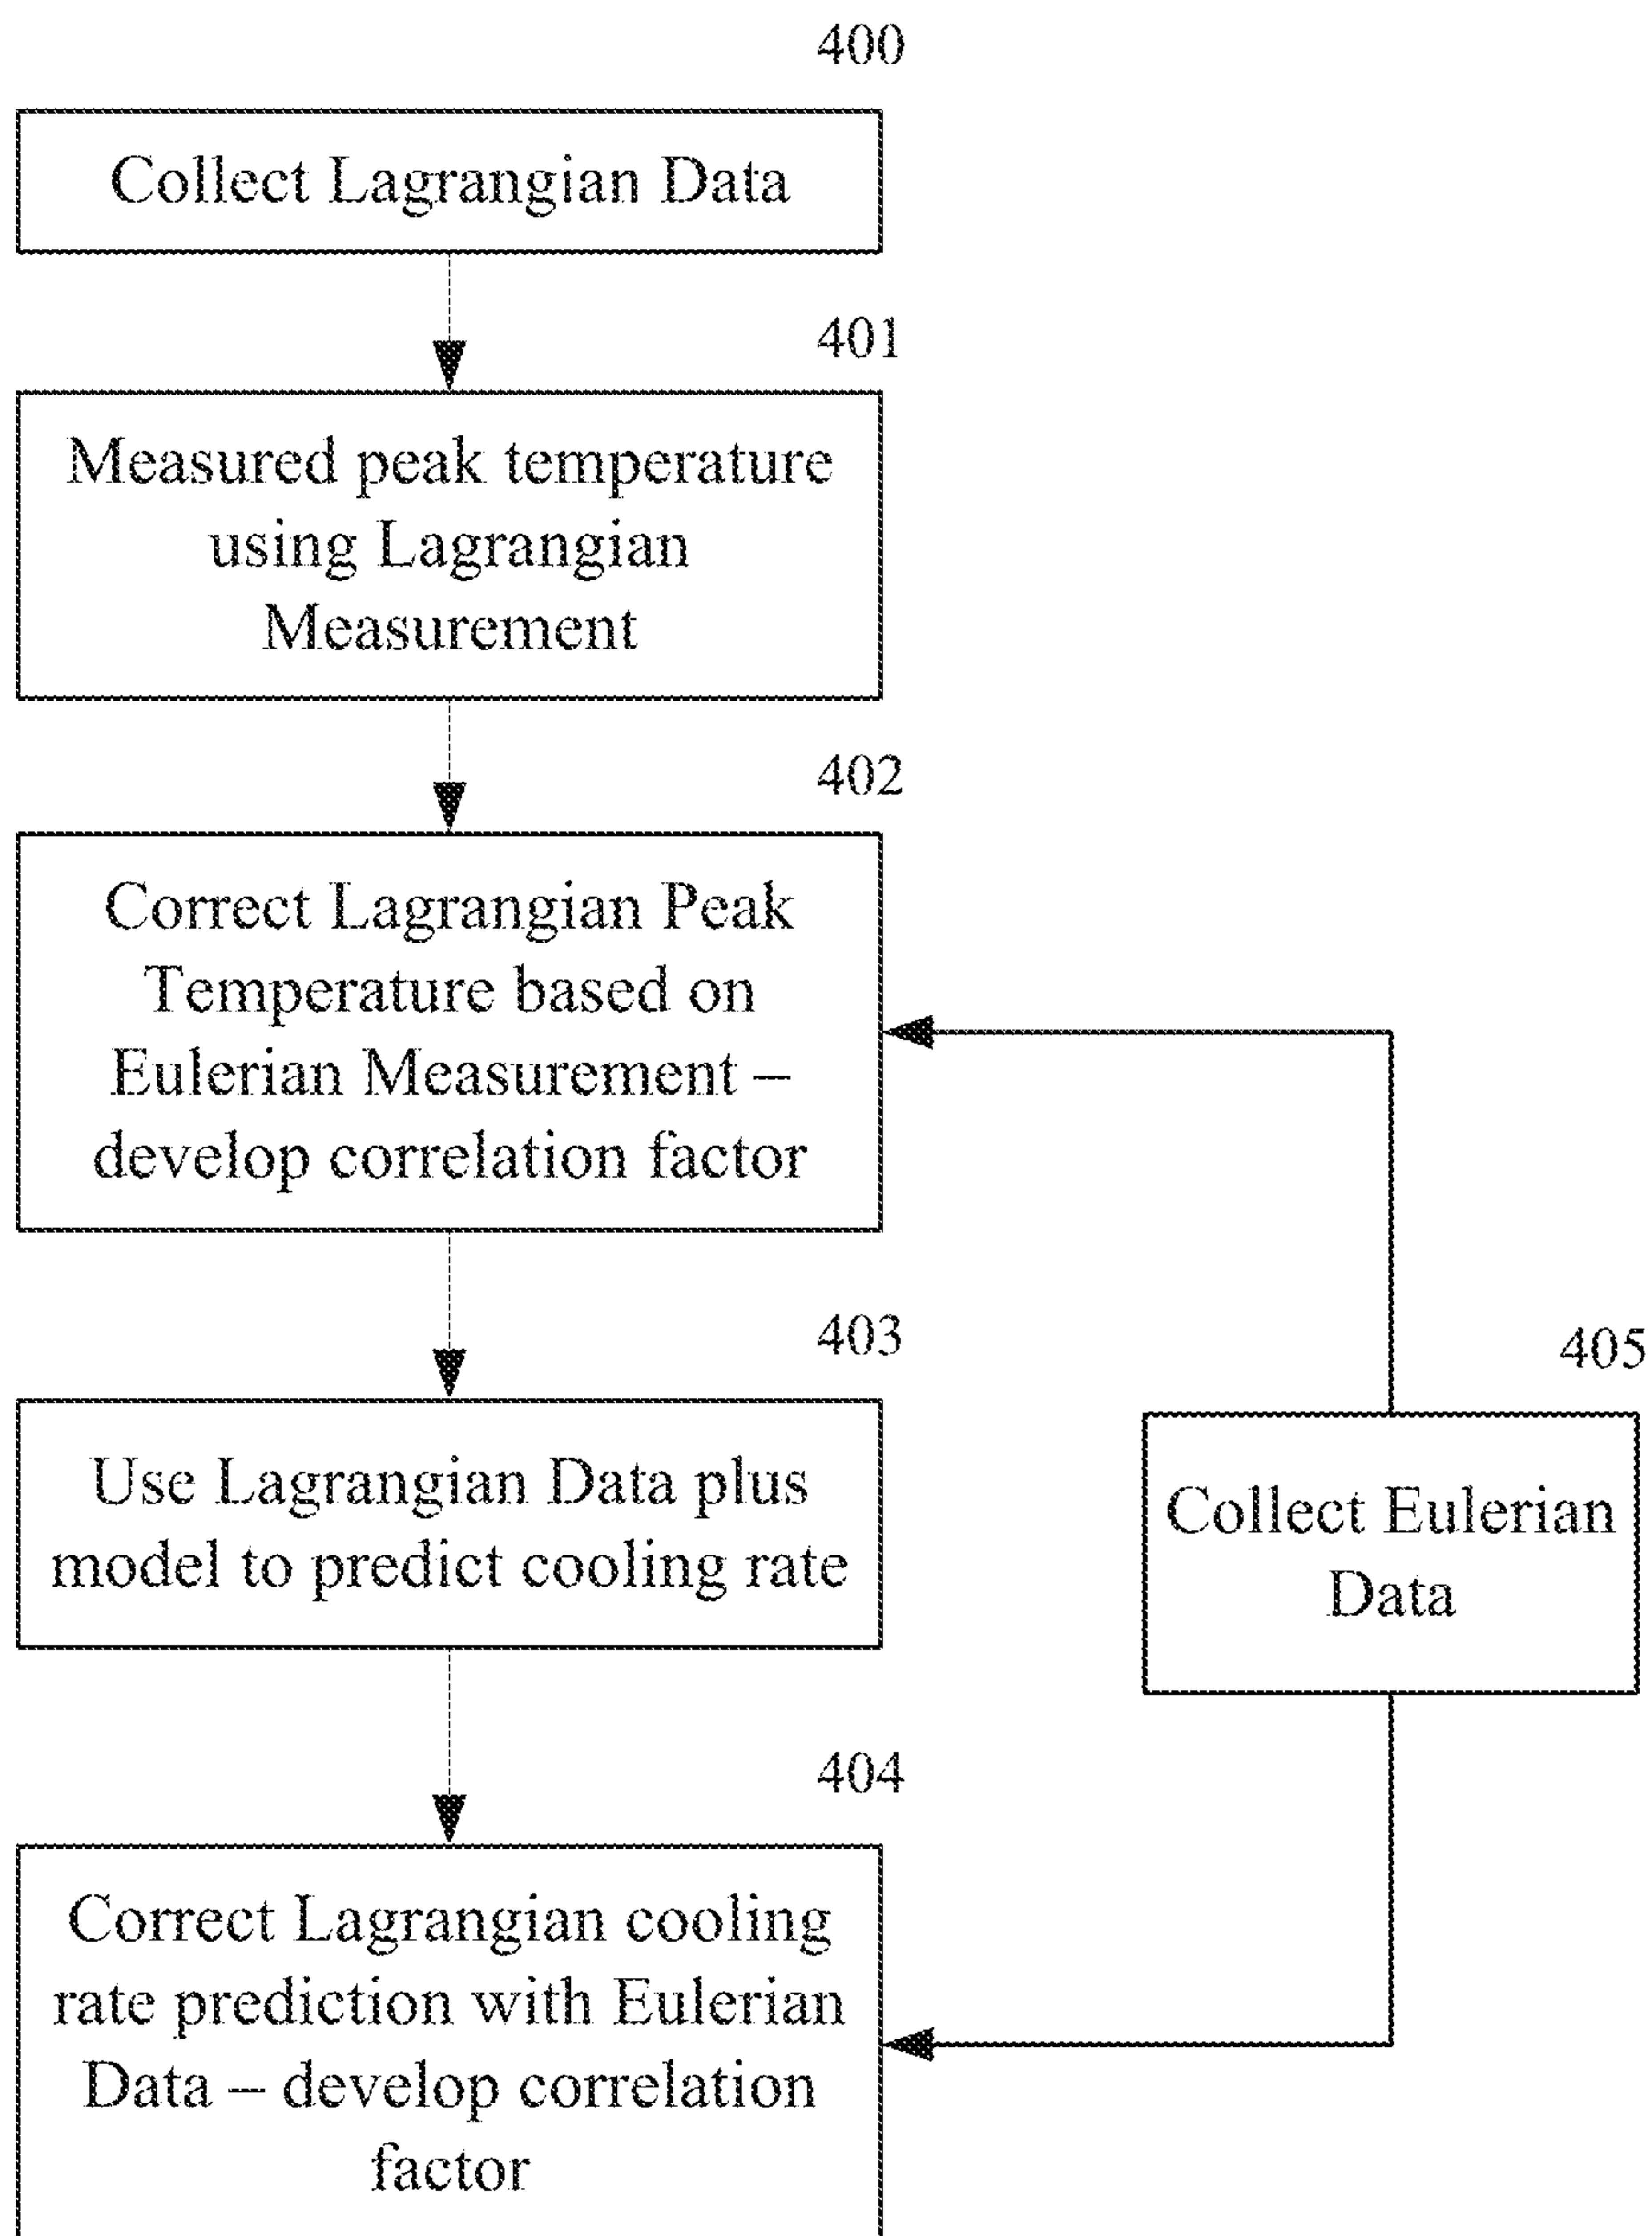 400
Collect Lagrangian Data
401
Measured peak temperature
using Lagrangian
Measurement
402
Correct Lagrangian Peak
Temperature based on
Eulerian Measurement –
develop correlation factor
403
Use Lagrangian Data plus
model to predict cooling rate
405
Collect Eulerian
Data
404
Correct Lagrangian cooling
rate prediction with Eulerian
Data – develop correlation
factor